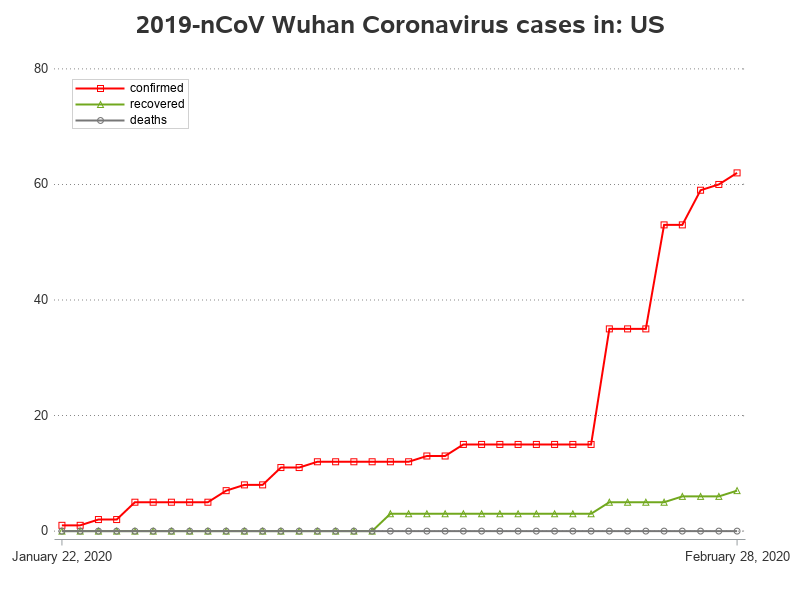 2019-nCoV Wuhan Coronavirus cases in: US
80
confirmed
recovered
deaths
60
40
20
0
January 22, 2020
February 28, 2020